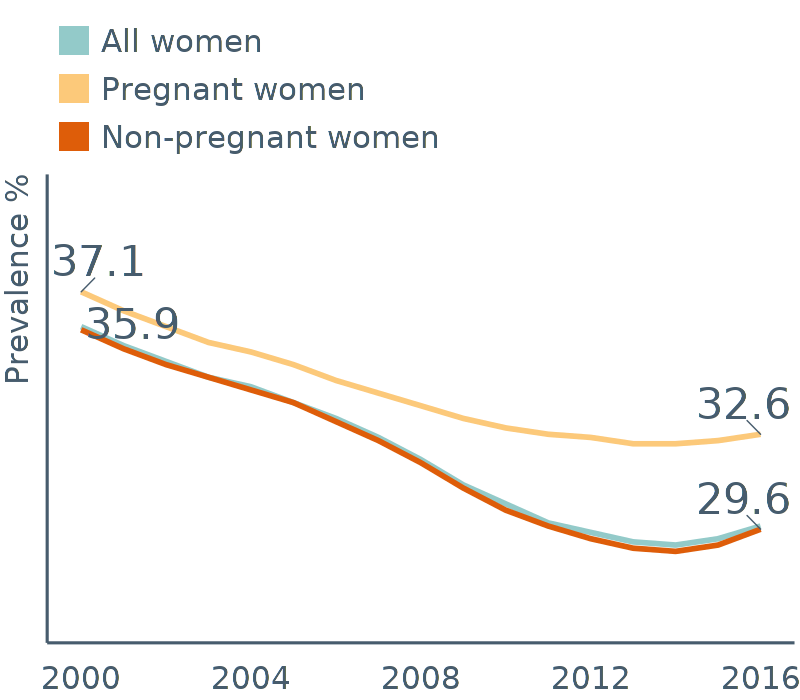 All women
Pregnant women
Non-pregnant women
Prevalence %
37.1
35.9
32.6
29.6
2000 2004 2008 2012 2016